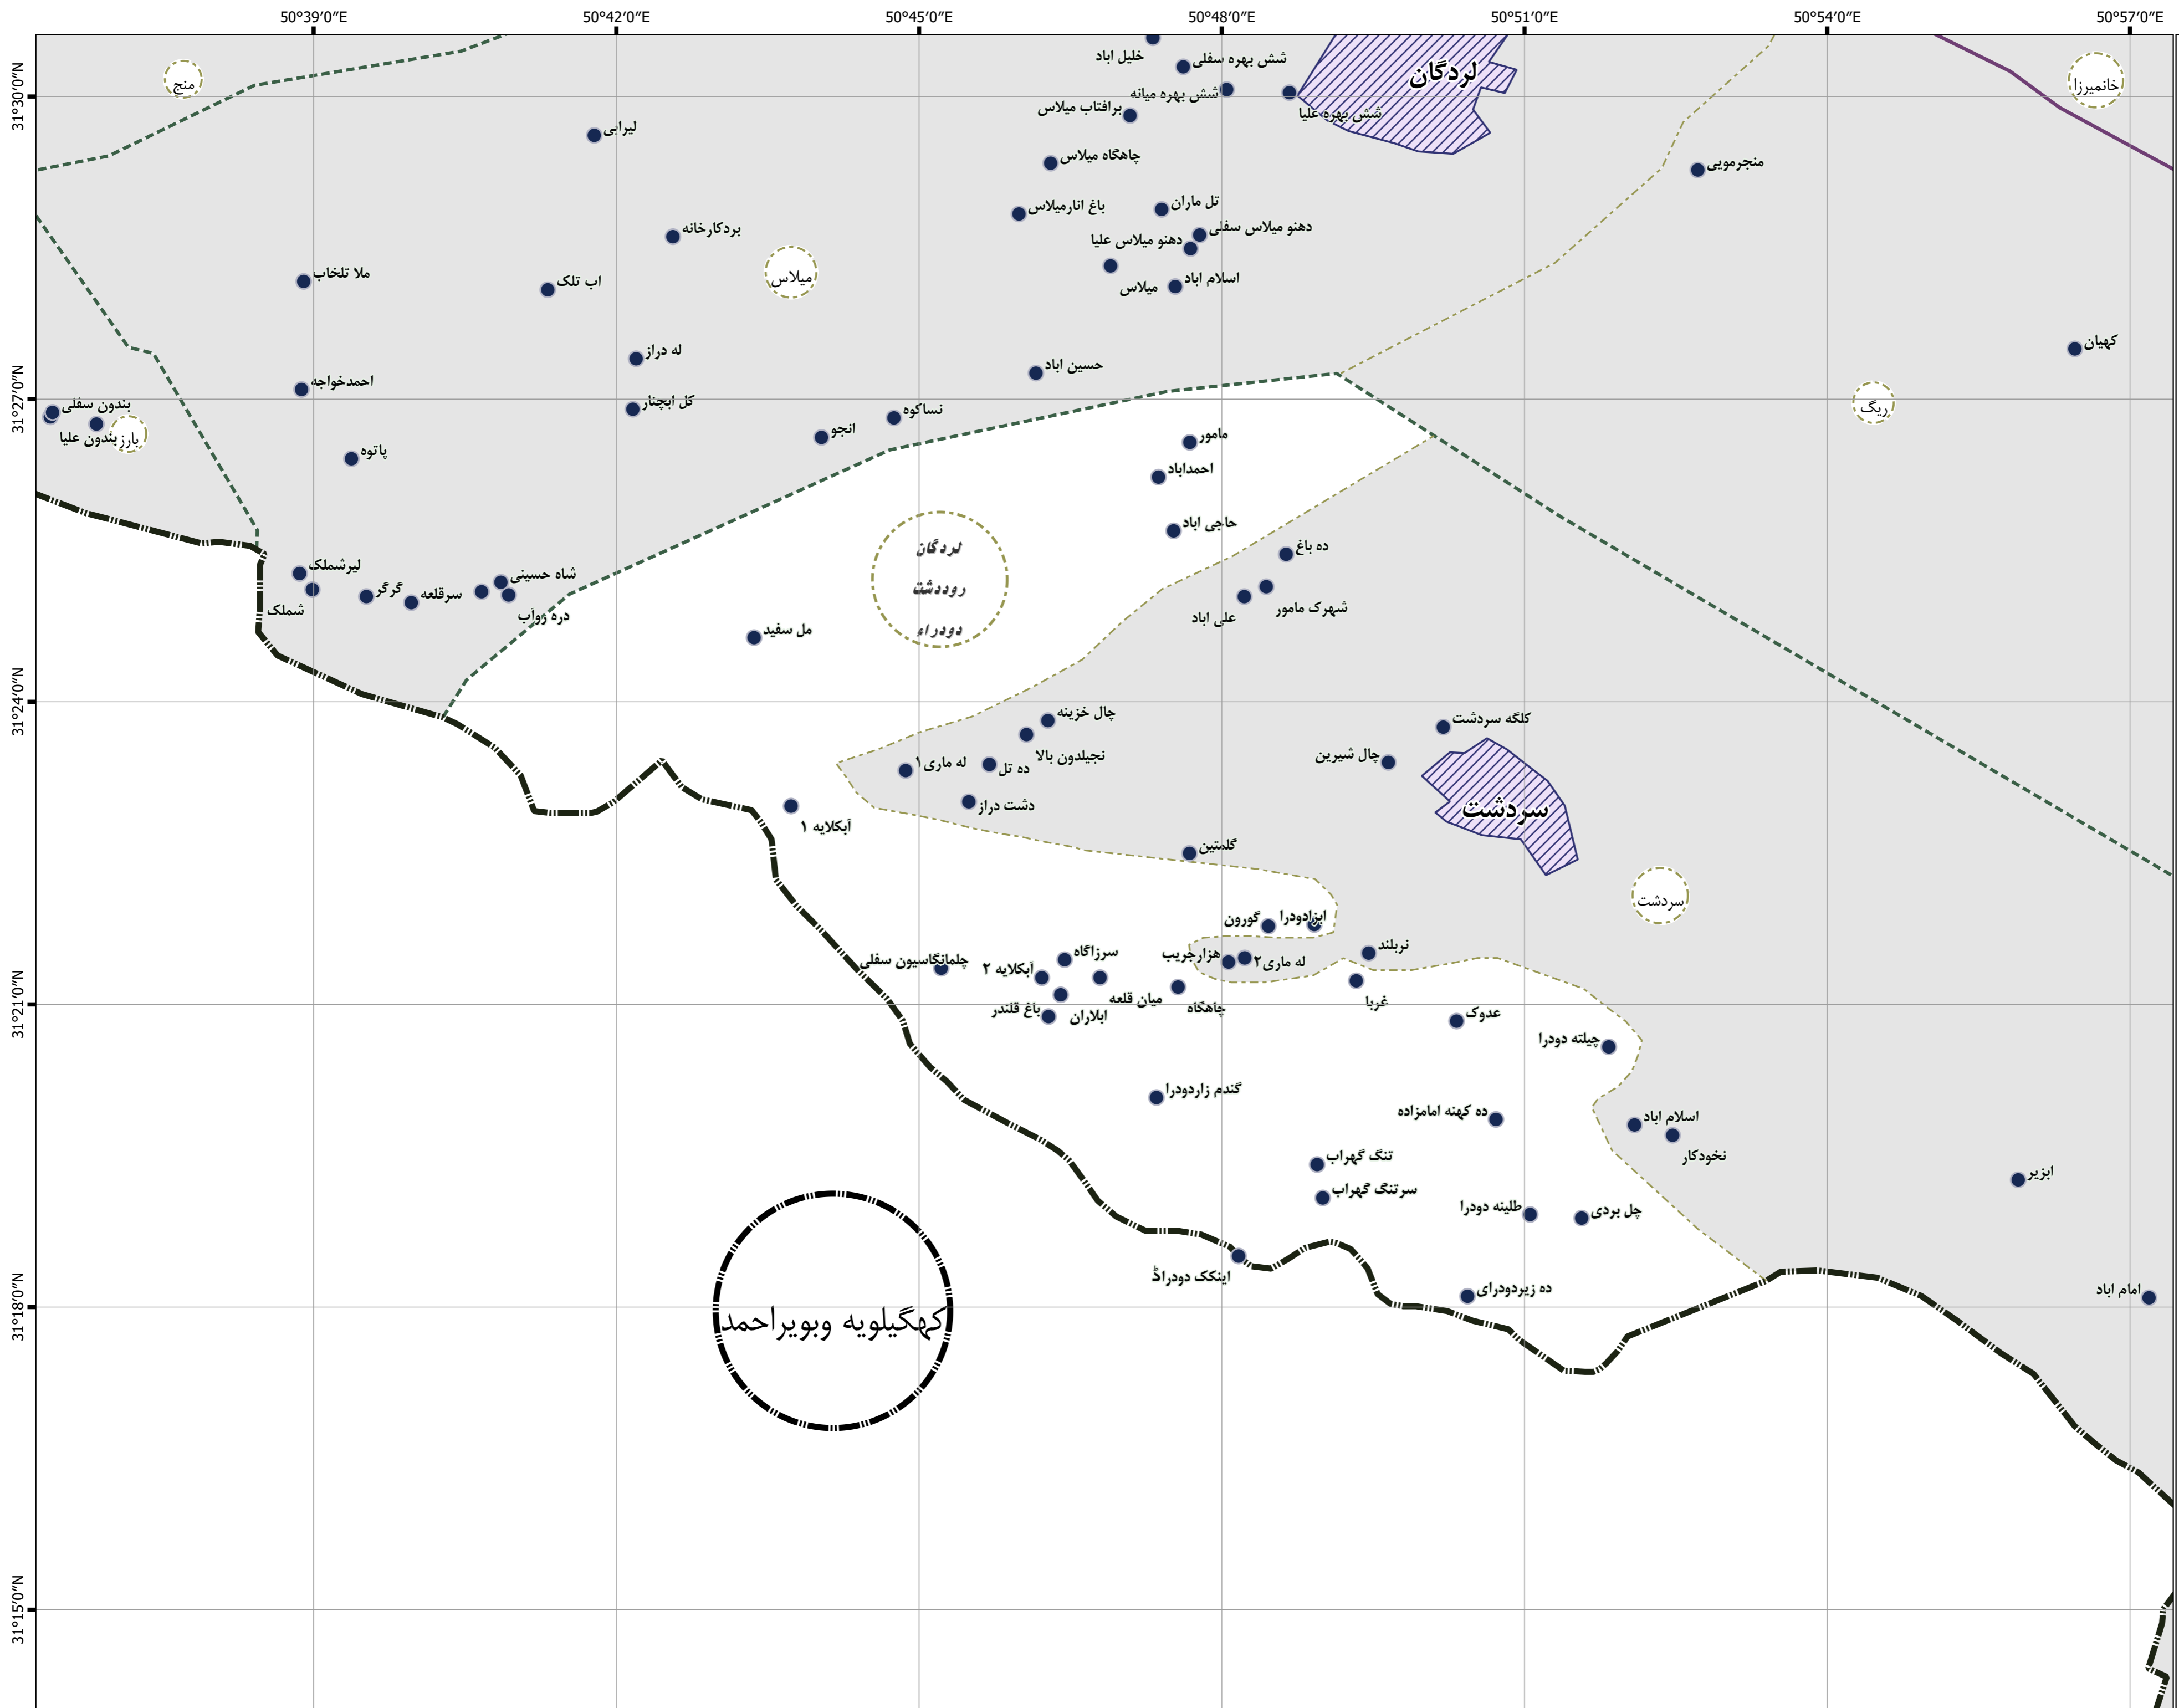 50°39'0"E 50°42'0"E 50°45'0"E 50°48'0"E 50°51'0"E 50°54'0"E 50°57'0"E
31°30'0"N
31°27'0"N
31°24'0"N
31°21'0"N
31°18'0"N
31°15'0"N
خلیل اباد
شش بهره سفلی
لردگان
منج
خانمیرزا
شش بهره میانه
برافتاب میلاس
شش بهره علیا
لیرابی
چاهگاه میلاس
منجرمویی
تل ماران
باغ انارمیلاس
دهنو میلاس سفلی
بردکارخانه
دهنو میلاس علیا
ملا تلخاب
اب تلک
میلاس
اسلام اباد
میلاس
کهیان
له دراز
حسین اباد
احمدخواجه
کل ابچنار
بندون سفلی
نساکوه
ریگ
انجو
مامور
بندون علیا
بارز
پاتوه
احمداباد
حاجی اباد
ده باغ
لردگان
روددشت
دودراء
لیرشملک
شاه حسینی
گرگر
سرقلعه
شملک
دره زوآب
شهرک مامور
علی اباد
مل سفید
چال خزینه
کلگه سردشت
نجیلدون بالا
چال شیرین
له ماری۱
ده تل
دشت دراز
سردشت
آبکلایه ۱
گلمتین
سردشت
گورون
ابزادودرا
نربلند
سرزاگاه
هزارجریب
له ماری۲
چلمانگاسیون سفلی
آبکلایه ۲
میان قلعه
غربا
چاهگاه
باغ قلندر
ابلاران
عدوک
چیلته دودرا
گندم زاردودرا
ده کهنه امامزاده
اسلام اباد
نخودکار
تنگ گهراب
ابزیر
سرتنگ گهراب
طلینه دودرا
چل بردی
اینکک دودراڈ
ده زیردودرای
امام اباد
کهگیلویه وبویراحمد